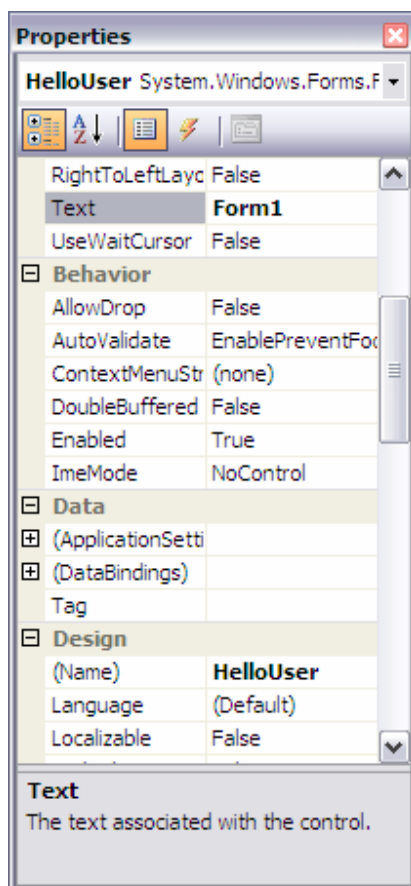 Properties
HelloUser System.Windows.Forms.F
RightToLeftLayc False
Text Form1
UseWaitCursor False
Behavior
AllowDrop False
AutoValidate EnablePreventFoc
ContextMenuStr (none)
DoubleBuffered False
Enabled True
ImeMode NoControl
Data
(ApplicationSetti
(DataBindings)
Tag
Design
(Name) HelloUser
Language (Default)
Localizable False
Text
The text associated with the control.